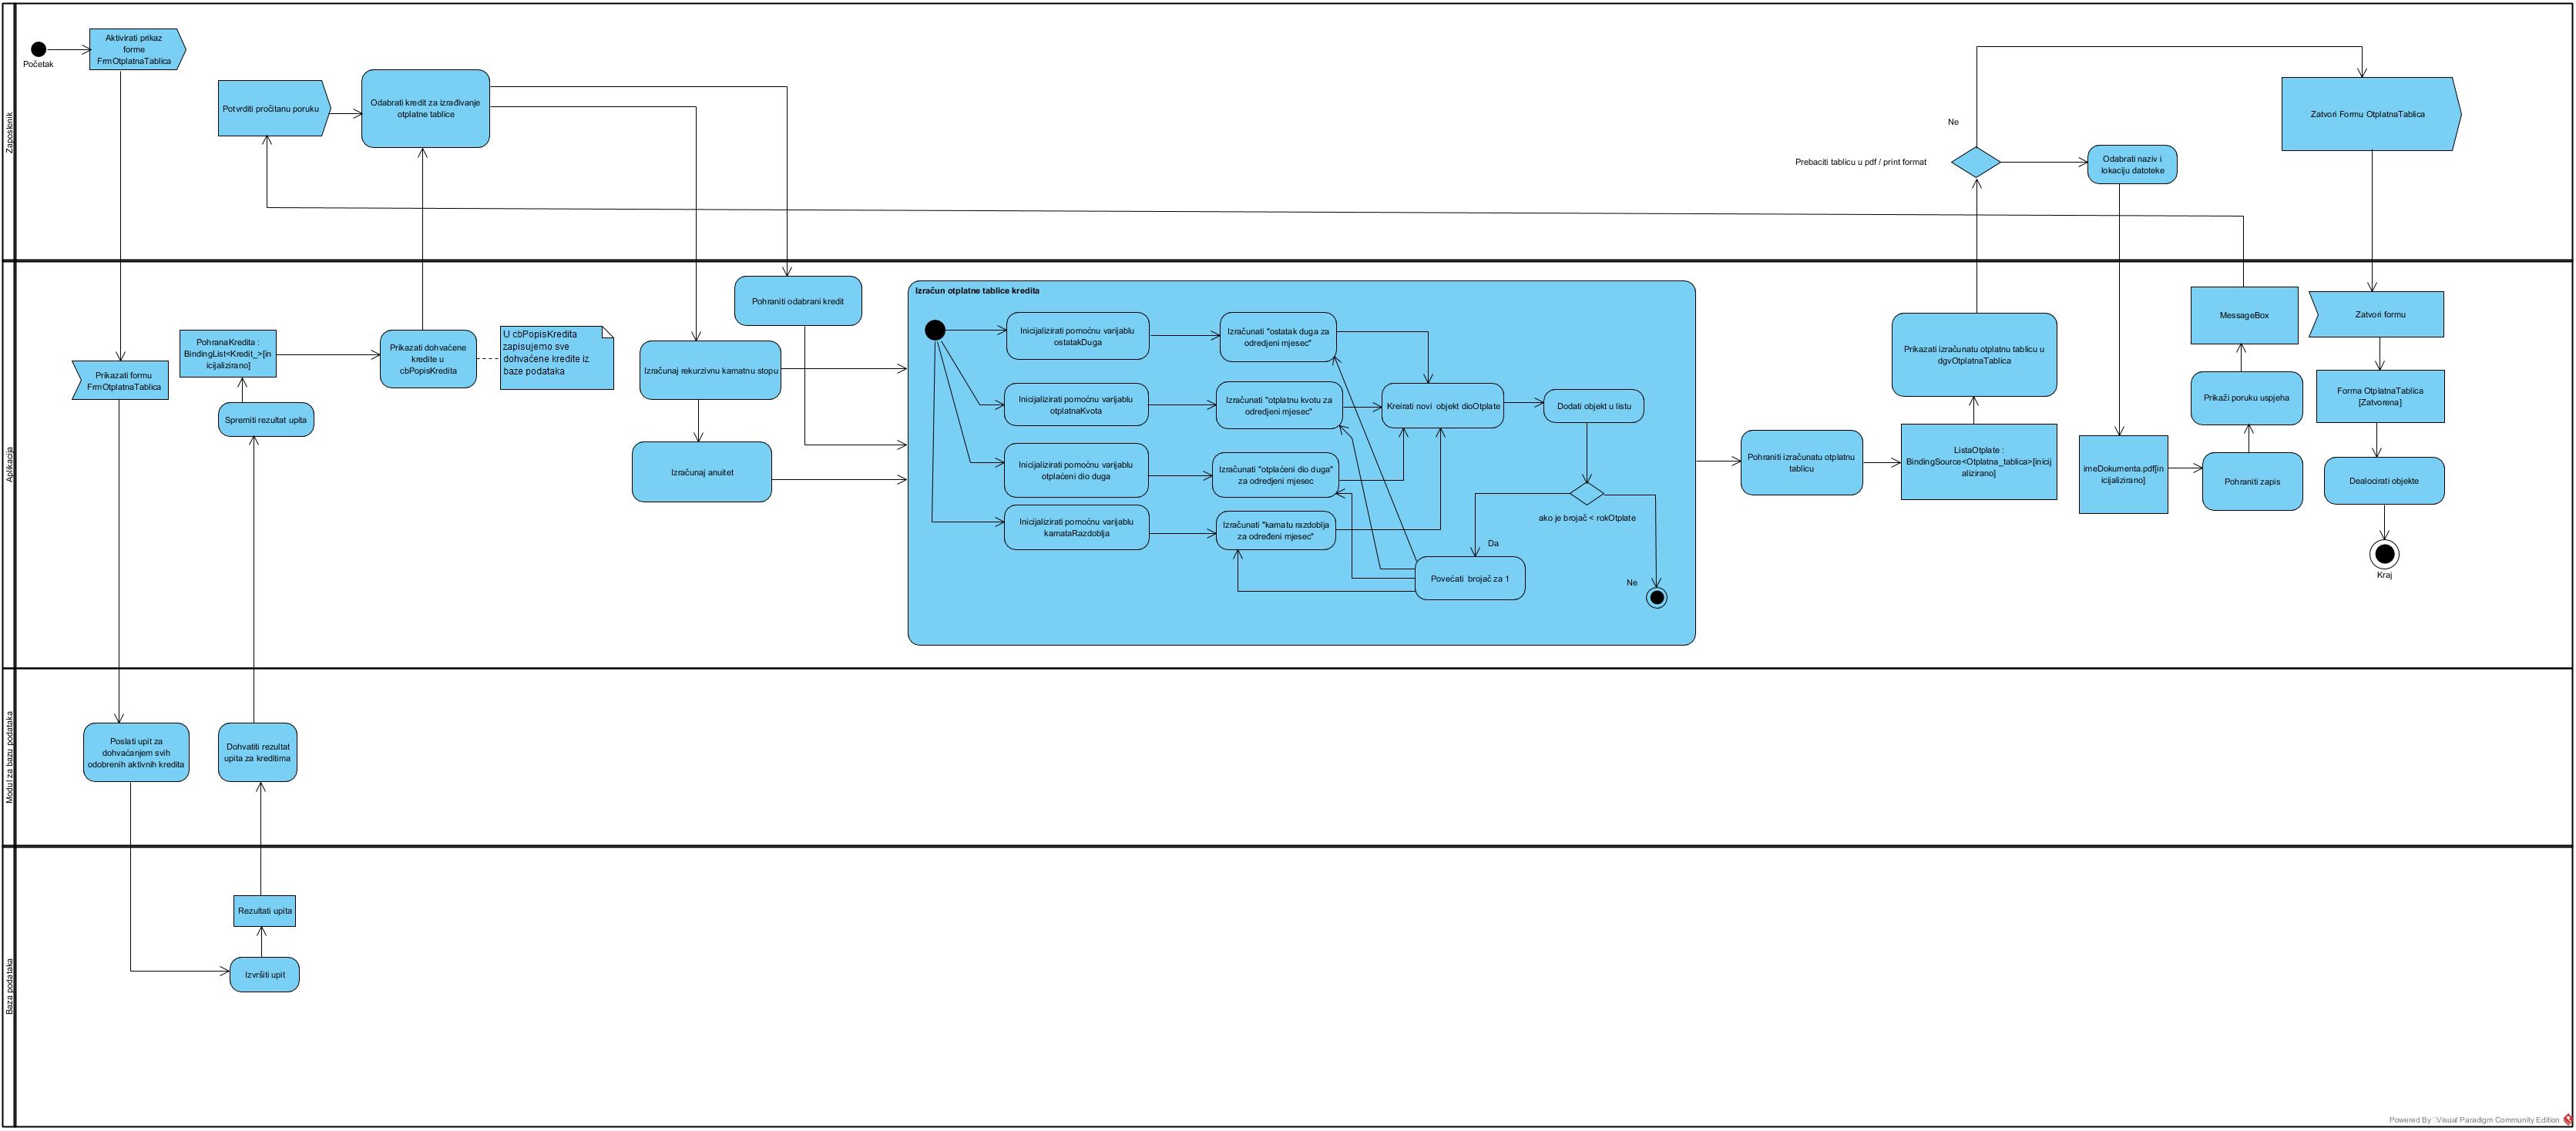 Zaposlenik
Početak
Aktivirati prikaz
forme
FrmOtplatnaTablica
Potvrditi pročitanu poruku
Odabrati kredit za izrađivanje
otplatne tablice
Ne
Prebaciti tablicu u pdf / print format
Odabrati naziv i
lokaciju datoteke
Zatvori Formu OtplatnaTablica
Aplikacija
Prikazati formu
FrmOtplatnaTablica
PohranaKredita :
BindingList<Kredit_>[in
icijalizirano]
Spremiti rezultat upita
Prikazati dohvaćene
kredite u
cbPopisKredita
U cbPopisKredita
zapisujemo sve
dohvaćene kredite iz
baze podataka
Pohraniti odabrani kredit
Izračunaj rekurzivnu kamatnu stopu
Izračunaj anuitet
Izračun otplatne tablice kredita
Inicijalizirati pomoćnu varijablu
ostatakDuga
Izračunati "ostatak duga za
odredjeni mjesec"
Inicijalizirati pomoćnu varijablu
otplatnaKvota
Izračunati "otplatnu kvotu za
odredjeni mjesec"
Inicijalizirati pomoćnu varijablu
otplaćeni dio duga
Izračunati "otplaćeni dio duga"
za odredjeni mjesec
Inicijalizirati pomoćnu varijablu
kamataRazdoblja
Izračunati "kamatu razdoblja
za određeni mjesec"
Kreirati novi objekt dioOtplate
Dodati objekt u listu
ako je brojač < rokOtplate
Da
Povećati brojač za 1
Ne
Pohraniti izračunatu otplatnu
tablicu
Prikazati izračunatu otplatnu tablicu u
dgvOtplatnaTablica
ListaOtplate :
BindingSource<Otplatna_tablica>[inicij
alizirano]
imeDokumenta.pdf[in
icijalizirano]
MessageBox
Prikaži poruku uspjeha
Pohraniti zapis
Zatvori formu
Forma OtplatnaTablica
[Zatvorena]
Dealocirati objekte
Kraj
Modul za bazu podataka
Poslati upit za
dohvaćanjem svih
odobrenih aktivnih kredita
Dohvatiti rezultat
upita za kreditima
Baza podataka
Rezultati upita
Izvršiti upit
Powered By Visual Paradigm Community Edition